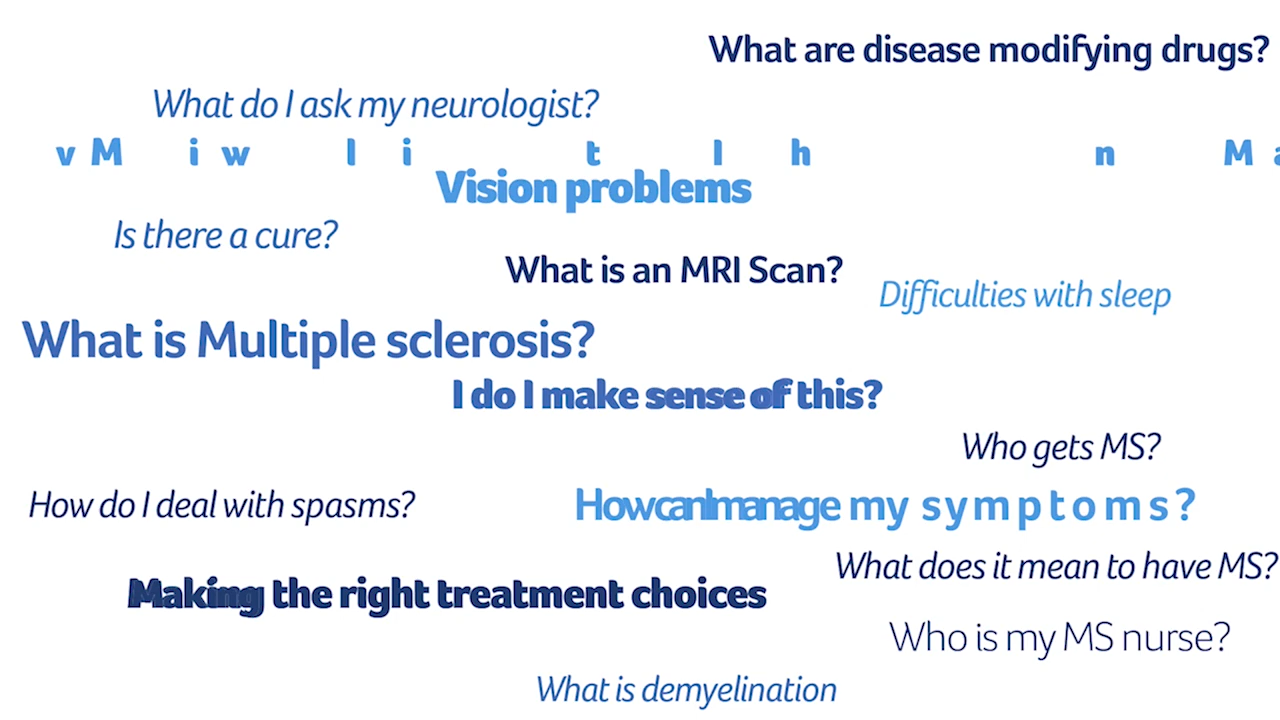 What are disease modifying drugs?
What do I ask my neurologist?
v M i w l i t I h n M a
Vision problems
Is there a cure?
What is an MRI Scan?
Difficulties with sleep
What is Multiple sclerosis?
I do I make sense of this?
Who gets MS?
How do I deal with spasms?
How can I manage my symptoms?
What does it mean to have MS?
Making the right treatment choices
Who is my MS nurse?
What is demyelination